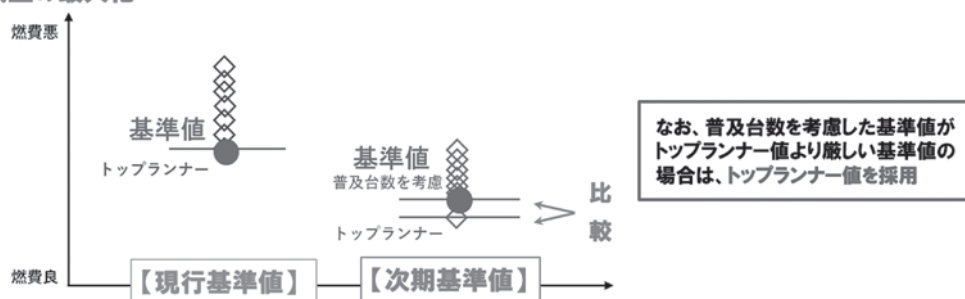 燃費悪
基準値
トップランナー
基準値
普及台数を考慮
トップランナー
比
較
なお、普及台数を考慮した基準値が
トップランナー値より厳しい基準値の
場合は、トップランナー値を採用
燃費良
【現行基準値】
【次期基準値】